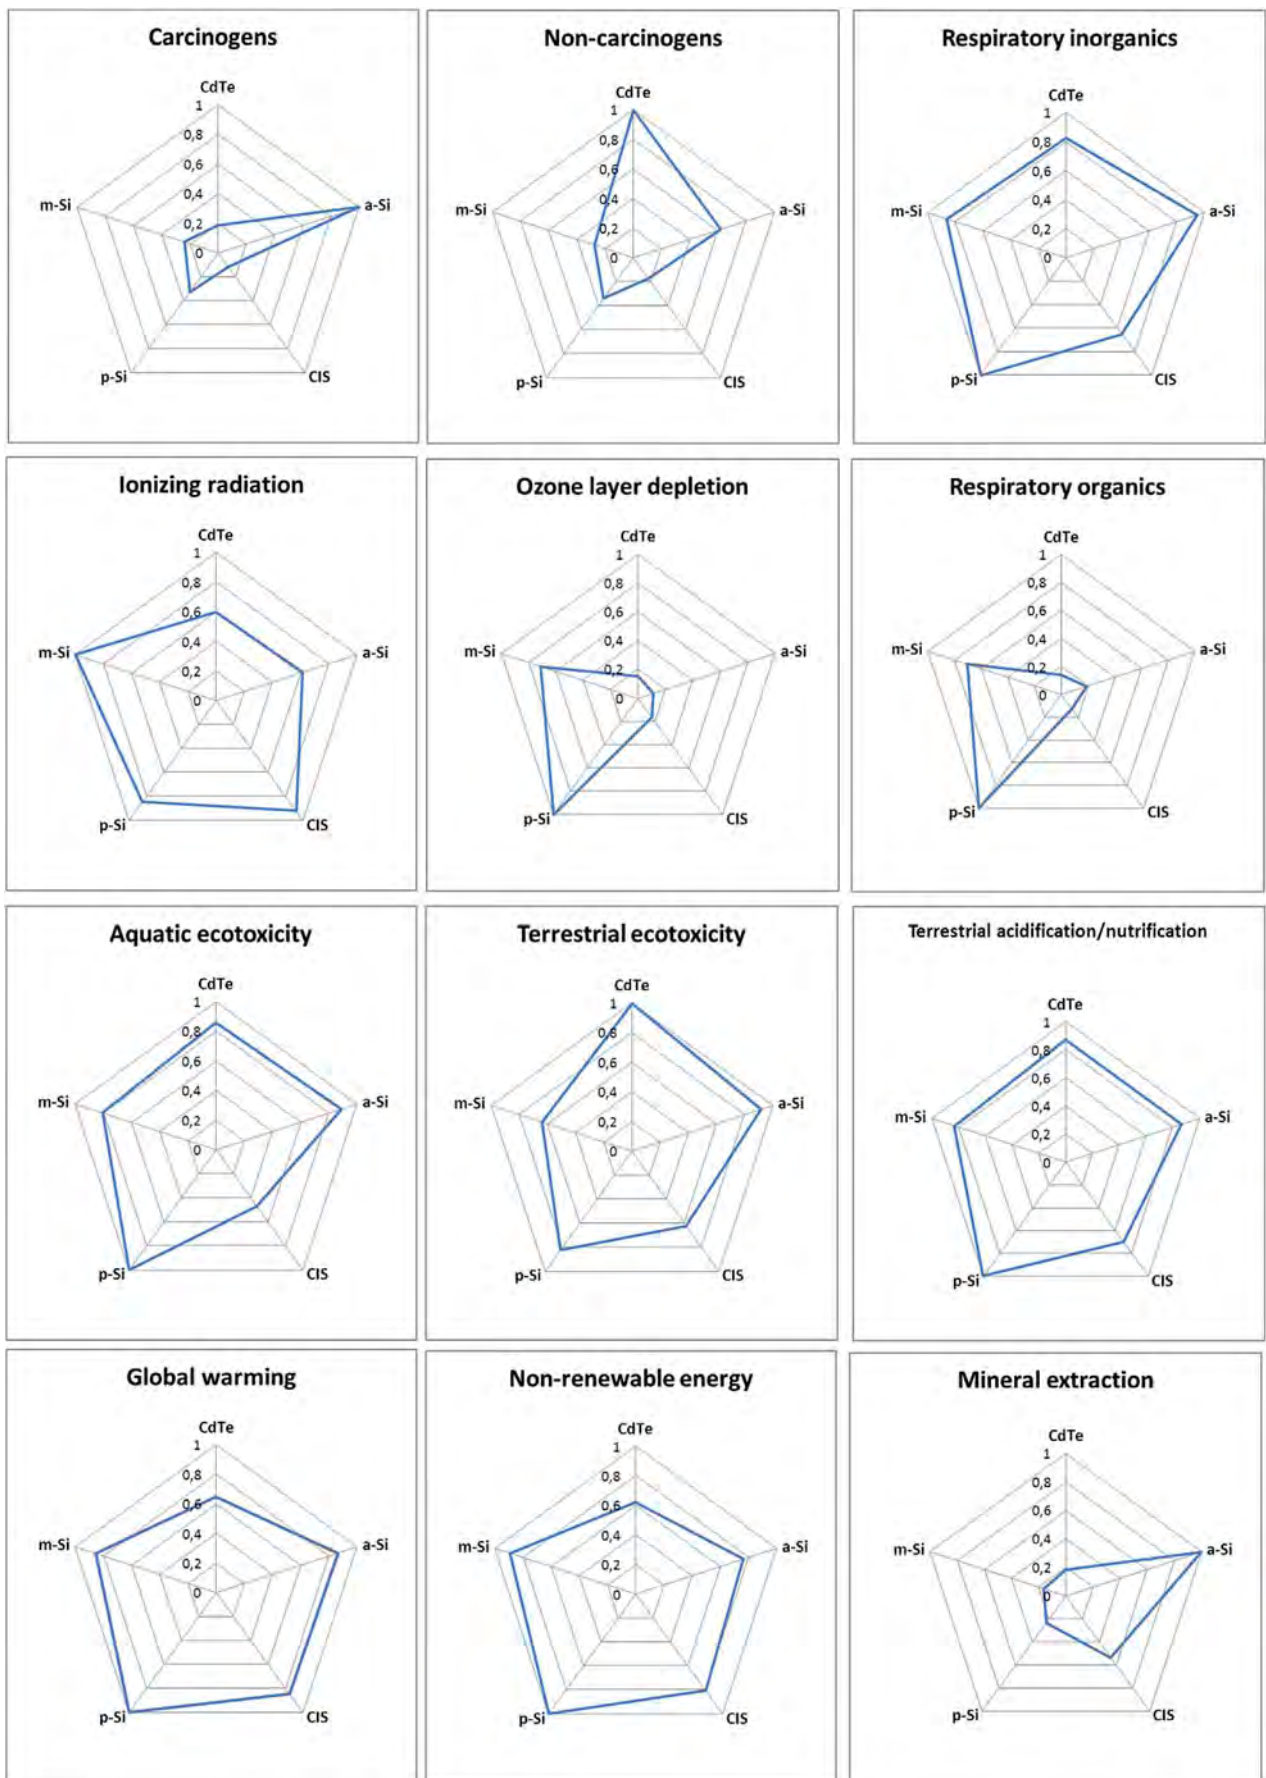 Carcinogens
CdTe
1
0,8
0,6
0,4
0,2
0
m-Si
a-Si
p-Si
CIS
Non-carcinogens
CdTe
1
0,8
0,6
0,4
0,2
0
m-Si
a-Si
p-Si
CIS
Respiratory inorganics
CdTe
1
0,8
0,6
0,4
0,2
0
m-Si
a-Si
p-Si
CIS
Ionizing radiation
CdTe
1
0,8
0,6
0,4
0,2
0
m-Si
a-Si
p-Si
CIS
Ozone layer depletion
CdTe
1
0,8
0,6
0,4
0,2
0
m-Si
a-Si
p-Si
CIS
Respiratory organics
CdTe
1
0,8
0,6
0,4
0,2
0
m-Si
a-Si
p-Si
CIS
Aquatic ecotoxicity
CdTe
1
0,8
0,6
0,4
0,2
0
m-Si
a-Si
p-Si
CIS
Terrestrial ecotoxicity
CdTe
1
0,8
0,6
0,4
0,2
0
m-Si
a-Si
p-Si
CIS
Terrestrial acidification/nutrification
CdTe
1
0,8
0,6
0,4
0,2
0
m-Si
a-Si
p-Si
CIS
Global warming
CdTe
1
0,8
0,6
0,4
0,2
0
m-Si
a-Si
p-Si
CIS
Non-renewable energy
CdTe
1
0,8
0,6
0,4
0,2
0
m-Si
a-Si
p-Si
CIS
Mineral extraction
CdTe
1
0,8
0,6
0,4
0,2
0
m-Si
a-Si
p-Si
CIS